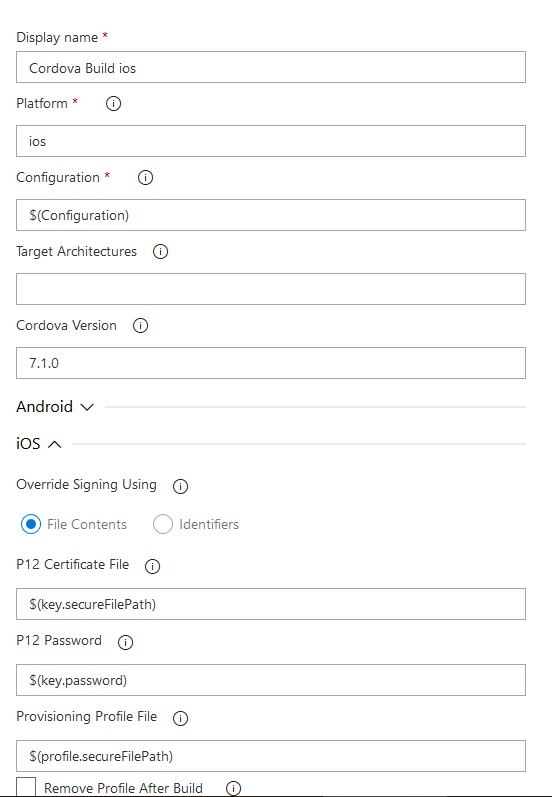 Display name *
Cordova Build ios
Platform *
ios
Configuration *
$(Configuration)
Target Architectures
Cordova Version
7.1.0
Android
iOS
Override Signing Using
File Contents Identifiers
P12 Certificate File
$(key.secureFilePath)
P12 Password
$(key.password)
Provisioning Profile File
$(profile.secureFilePath)
Remove Profile After Build